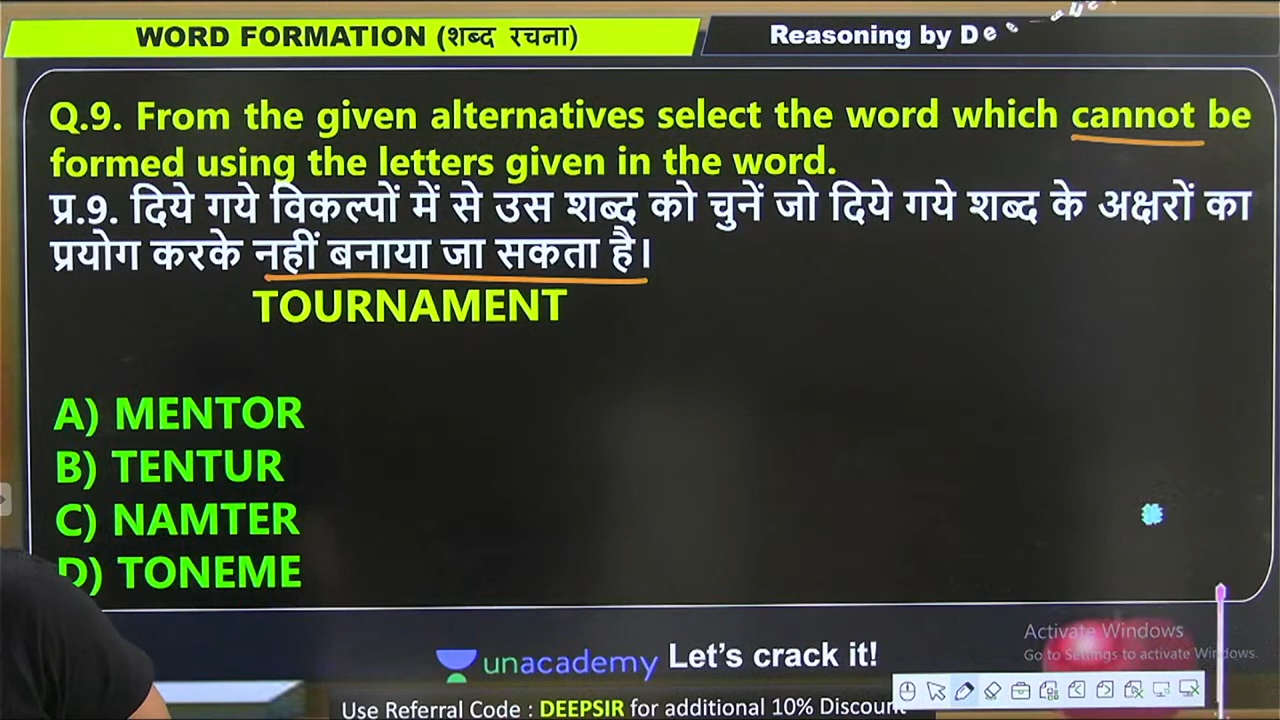 WORD FORMATION (शब्द रचना)
Reasoning by
Q.9. From the given alternatives select the word which cannot be
formed using the letters given in the word.
प्र.9. दिये गये विकल्पों में से उस शब्द को चुनें जो दिये गये शब्द के अक्षरों का
प्रयोग करके नहीं बनाया जा सकता है।
TOURNAMENT
A) MENTOR
B) TENTUR
C) NAMTER
D) TONEME
Activate Windows
Go to Settings to activate Windows.
unacademy Let's crack it!
Use Referral Code : DEEPSIR for additional 10% Discount